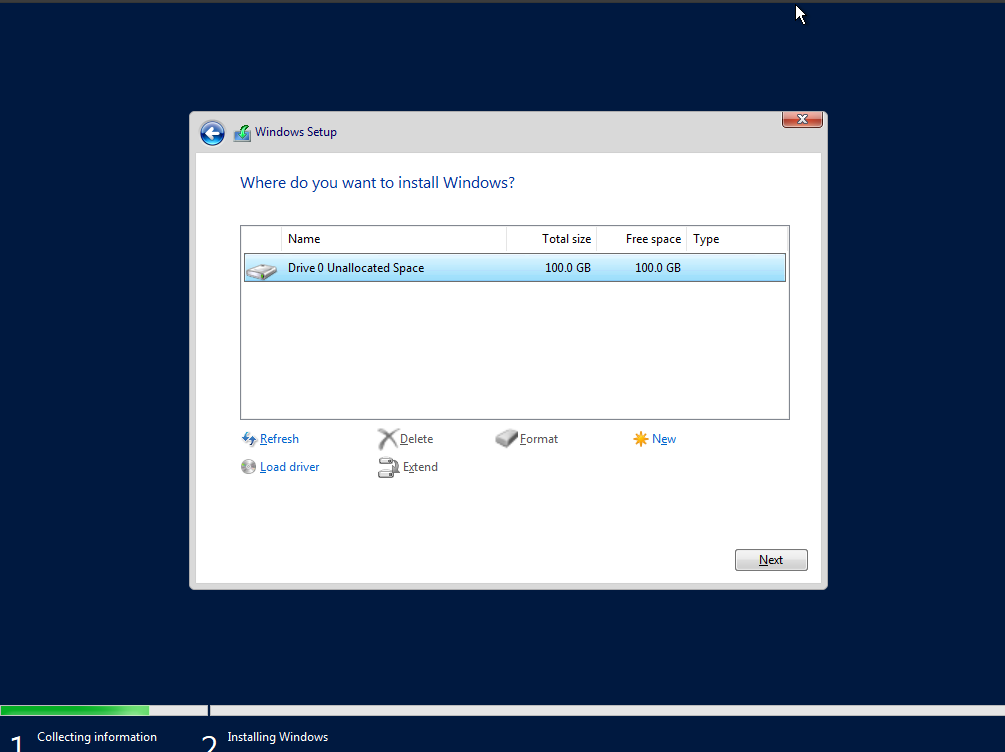 Windows Setup
Where do you want to install Windows?
Name Total size Free space Type
Drive 0 Unallocated Space 100.0 GB 100.0 GB
Refresh Delete Format New
Load driver Extend
Next
1 Collecting information 2 Installing Windows